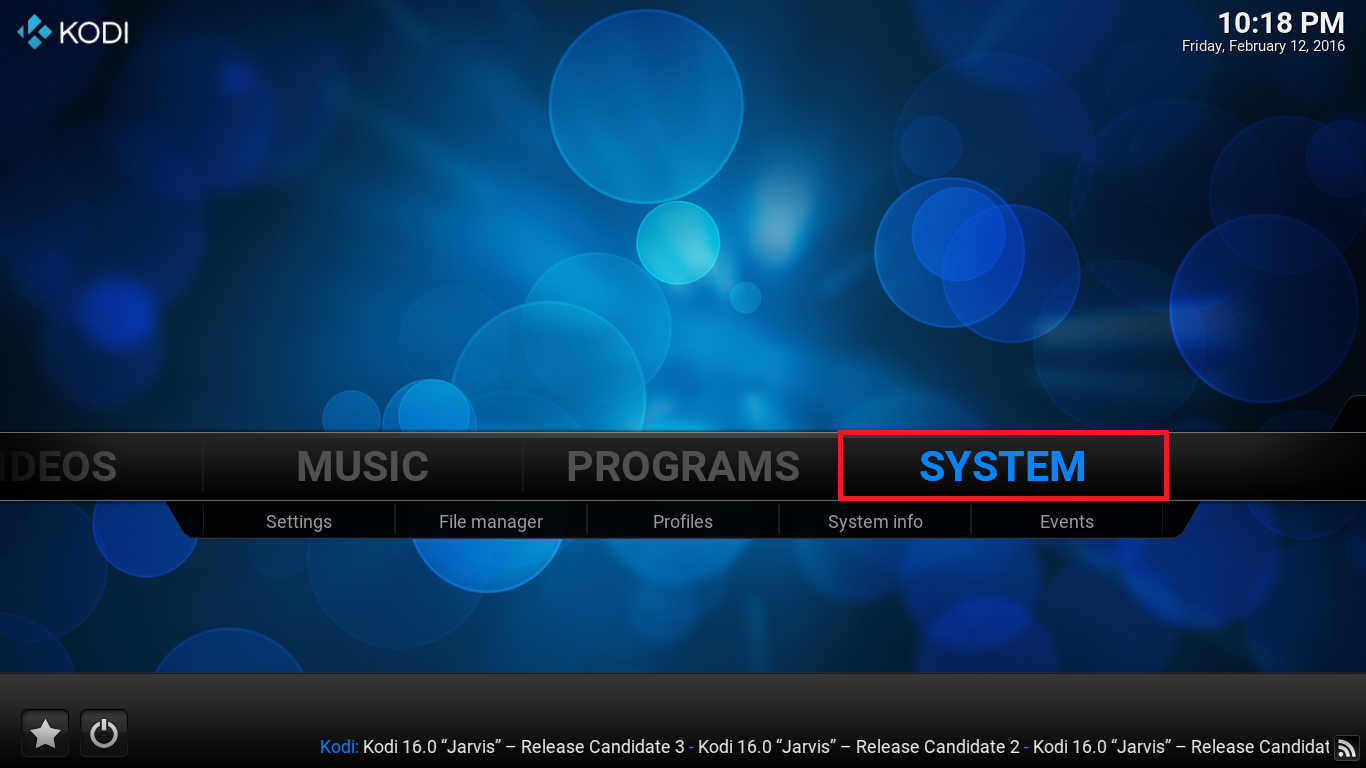 KODI
10:18 PM
Friday, February 12, 2016
IDEOS MUSIC PROGRAMS SYSTEM
Settings File manager Profiles System info Events
Kodi: Kodi 16.0 “Jarvis” – Release Candidate 3 - Kodi 16.0 “Jarvis” – Release Candidate 2 - Kodi 16.0 “Jarvis” – Release Candidat